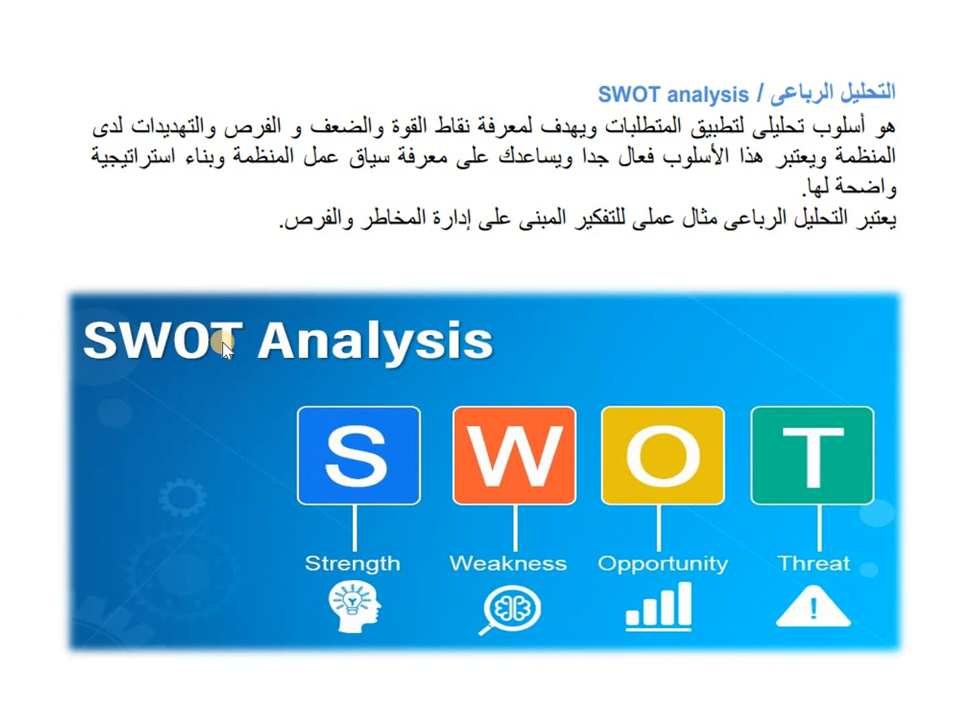 التحليل الرباعى / SWOT analysis
هو أسلوب تحليلى لتطبيق المتطلبات ويهدف لمعرفة نقاط القوة والضعف و الفرص والتهديدات لدى
المنظمة ويعتبر هذا الأسلوب فعال جدا ويساعدك على معرفة سياق عمل المنظمة وبناء استراتيجية
واضحة لها.
يعتبر التحليل الرباعى مثال عملى للتفكير المبنى على إدارة المخاطر والفرص.
SWOT Analysis
S W O T
Strength Weakness Opportunity Threat